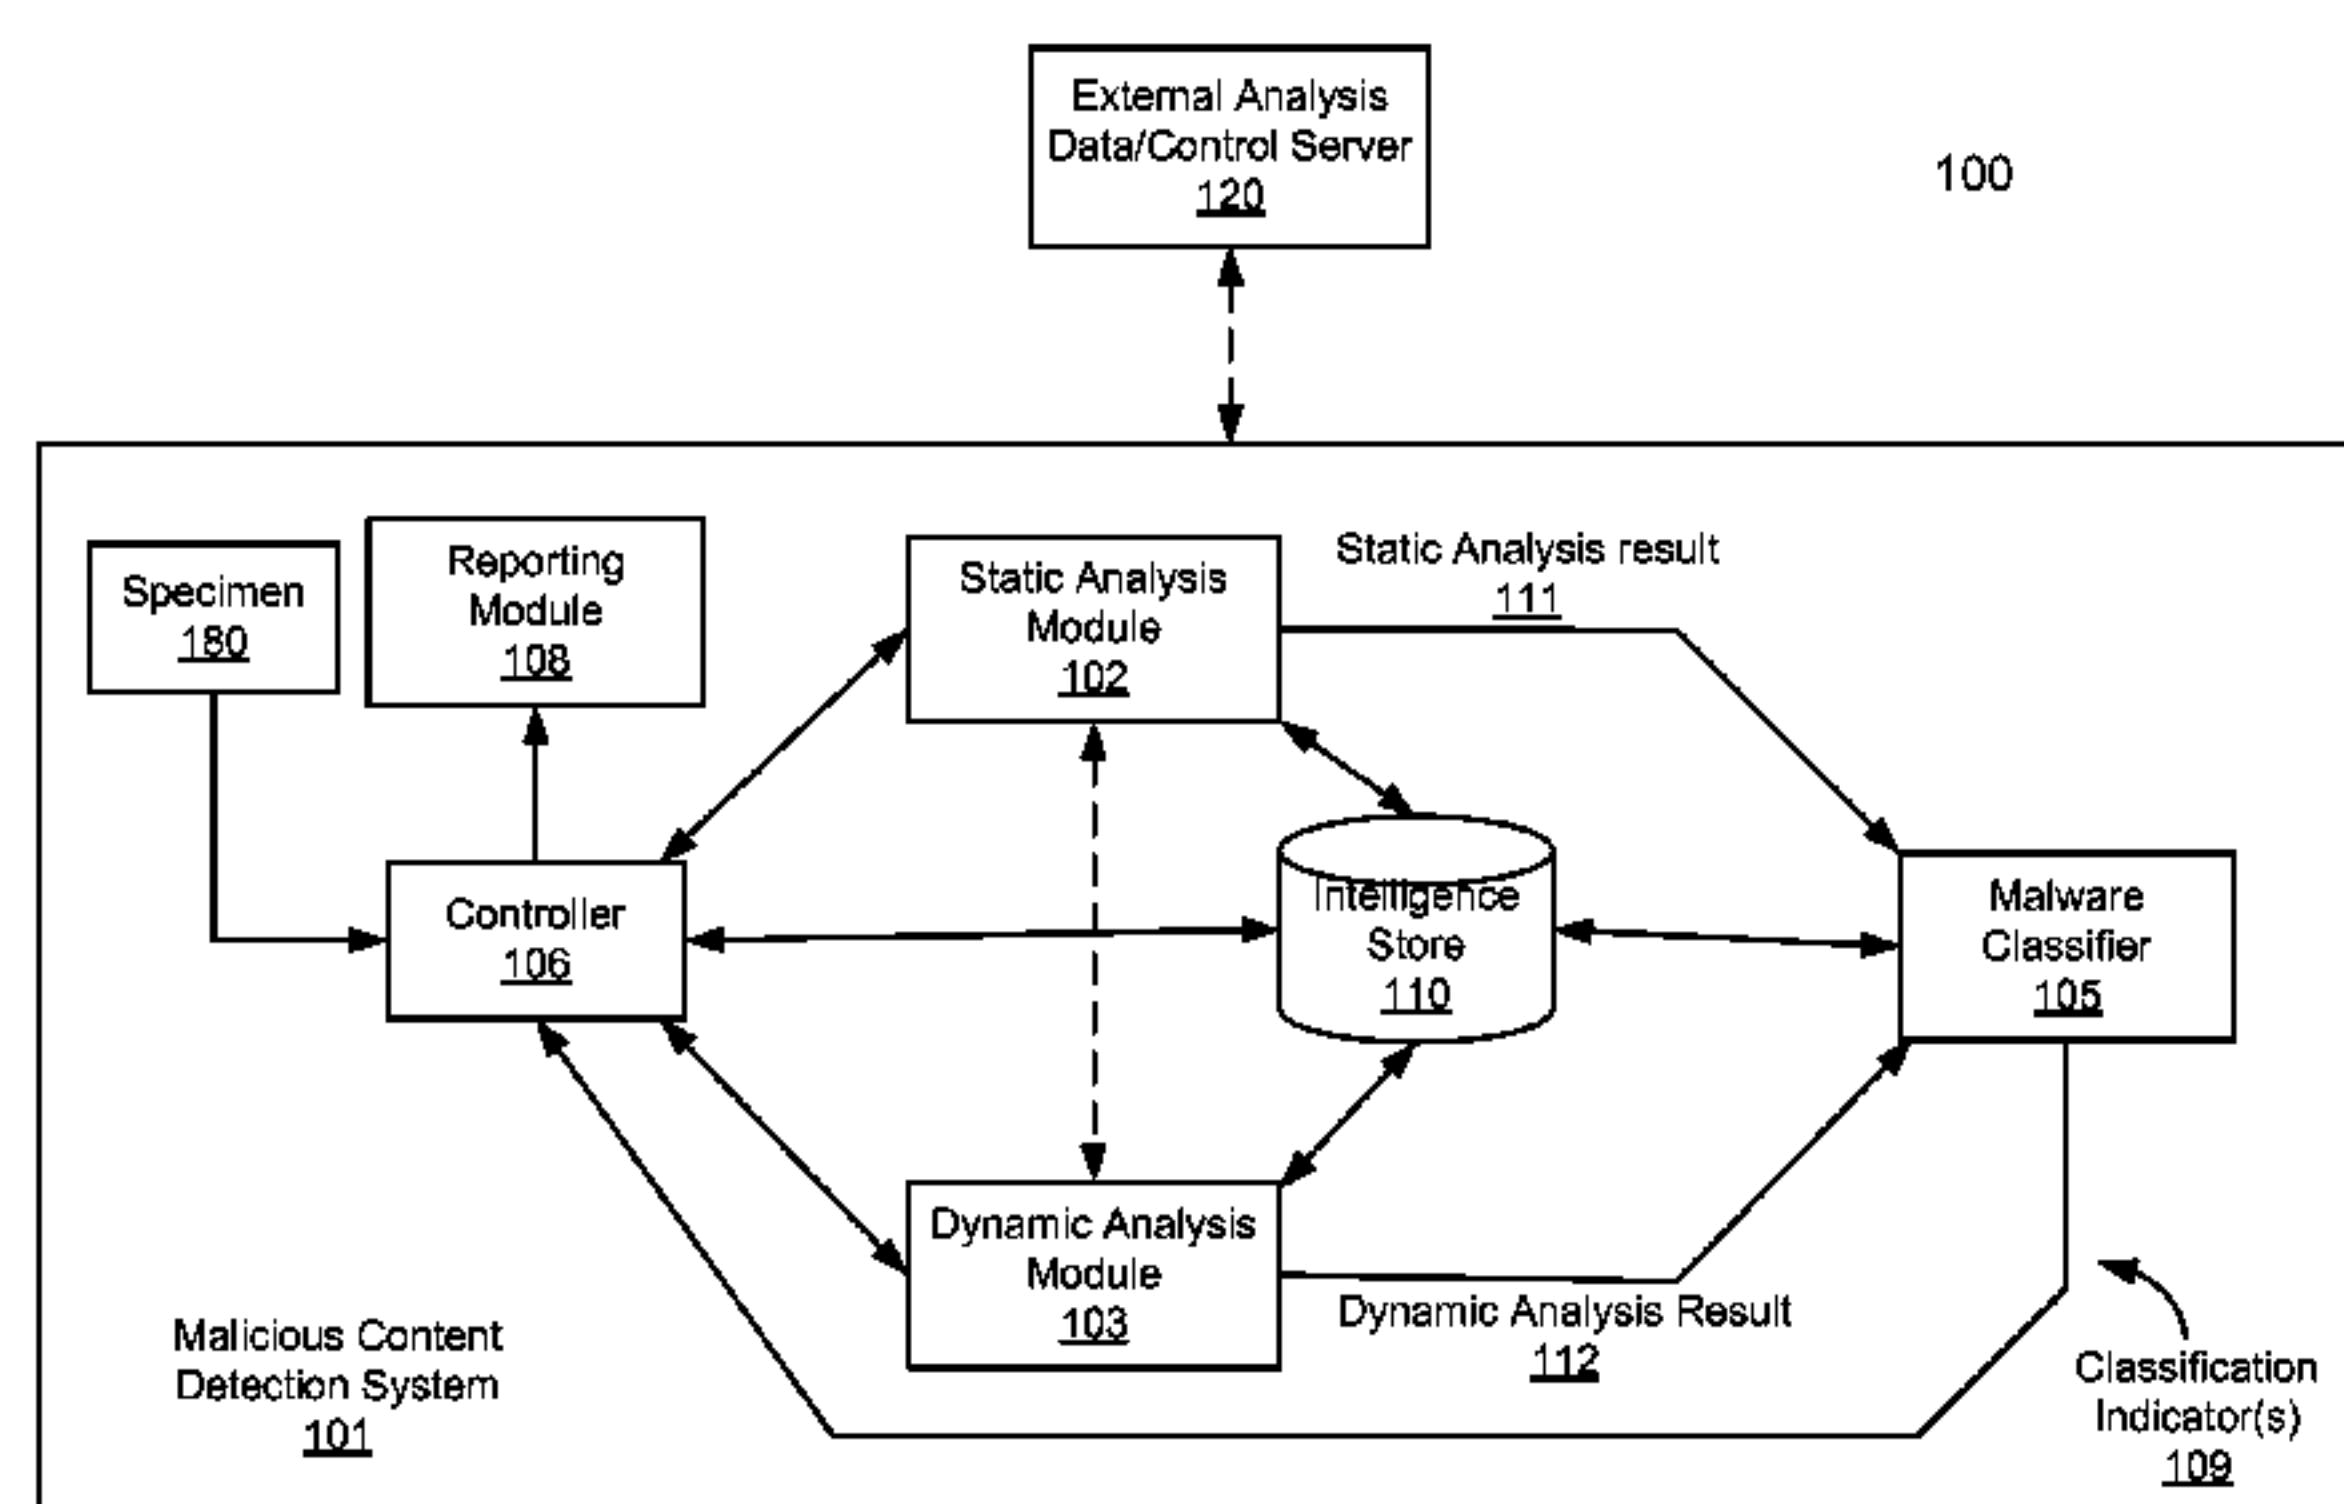 External Analysis
Data/Control Server
120
100
Specimen
180
Reporting
Module
108
Static Analysis
Module
102
Static Analysis result
111
Controller
106
Intelligence
Store
110
Malware
Classifier
105
Dynamic Analysis
Module
103
Dynamic Analysis Result
112
Malicious Content
Detection System
101
Classification
Indicator(s)
109